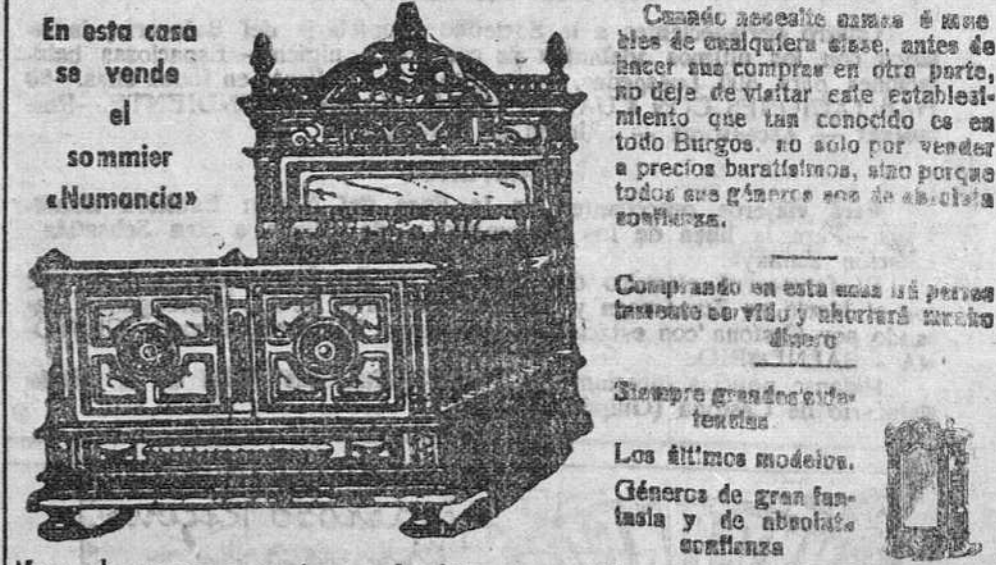 En esta casa
se vende
el
sommier
«Numancia»
Cuando necesite camas ó mue
bles de cualquiera clase, antes de
hacer sus compras en otra parte,
no deje de visitar este estableci-
miento que tan conocido es en
todo Burgos. no solo por vender
a precios baratísimos, sino porque
todos sus géneros son de absoluta
confianza.
Comprando en esta casa irá perfec
tamente servido y ahorrará mucho
dinero
Siempre grandes exis-
tencias
Los últimos modelos.
Géneros de gran fan-
tasía y de absoluta
confianza